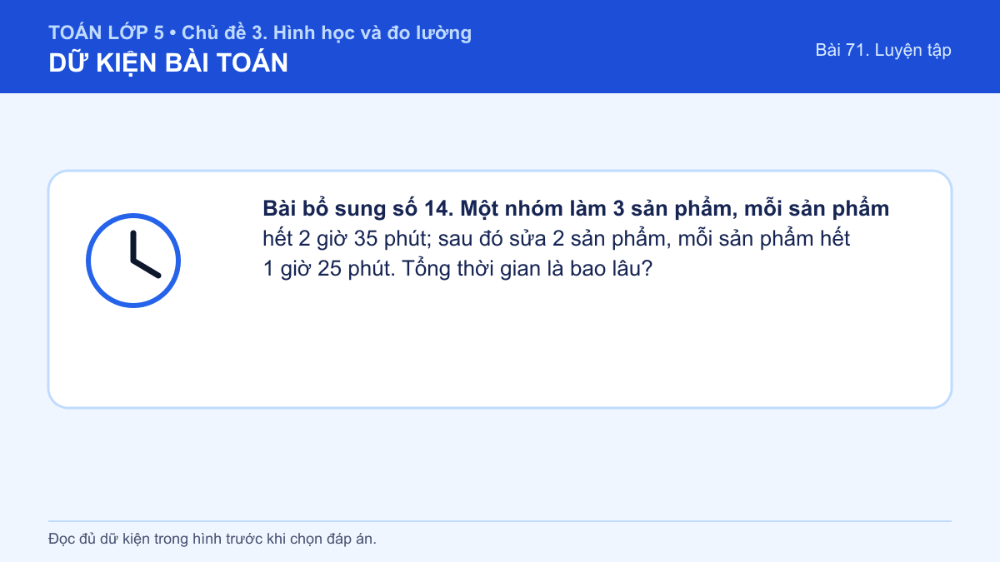 TOÁN LỚP 5 • Chủ đề 3. Hình học và đo lường
DỮ KIỆN BÀI TOÁN
Bài 71. Luyện tập
Bài bổ sung số 14. Một nhóm làm 3 sản phẩm, mỗi sản phẩm
hết 2 giờ 35 phút; sau đó sửa 2 sản phẩm, mỗi sản phẩm hết
1 giờ 25 phút. Tổng thời gian là bao lâu?
Đọc đủ dữ kiện trong hình trước khi chọn đáp án.